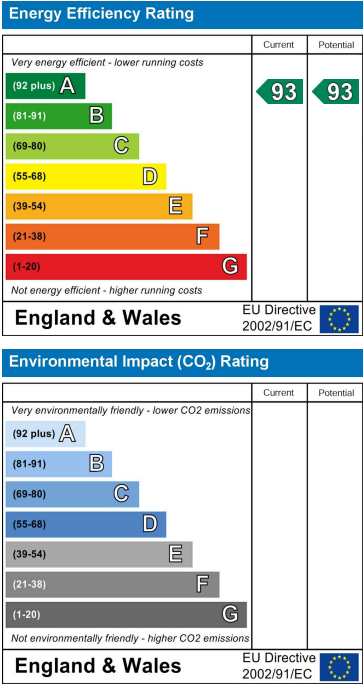 Energy Efficiency Rating
Current Potential
Very energy efficient - lower running costs
(92 plus) A 93 93
(81-91) B
(69-80) C
(55-68) D
(39-54) E
(21-38) F
(1-20) G
Not energy efficient - higher running costs
England & Wales
EU Directive
2002/91/EC
Environmental Impact (CO₂) Rating
Current Potential
Very environmentally friendly - lower CO2 emissions
(92 plus) A
(81-91) B
(69-80) C
(55-68) D
(39-54) E
(21-38) F
(1-20) G
Not environmentally friendly - higher CO2 emissions
England & Wales
EU Directive
2002/91/EC